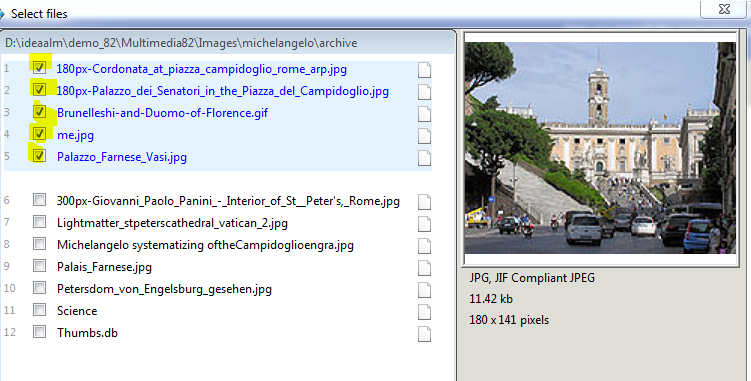 Select files
D:\ideaalm\demo_82\Multimedia82\Images\michelangelo\archive
1 180px-Cordonata_at_piazza_campidoglio_rome_arp.jpg
2 180px-Palazzo_dei_Senatori_in_the_Piazza_del_Campidoglio.jpg
3 Brunelleshi-and-Duomo-of-Florence.gif
4 me.jpg
5 Palazzo_Farnese_Vasi.jpg
6 300px-Giovanni_Paolo_Panini_-_Interior_of_St._Peter's,_Rome.jpg
7 Lightmatter_stpeterscathedral_vatican_2.jpg
8 Michelangelo systematizing oftheCampidoglioengra.jpg
9 Palais_Farnese.jpg
10 Petersdom_von_Engelsburg_gesehen.jpg
11 Science
12 Thumbs.db
JPG, JIF Compliant JPEG
11.42 kb
180 x 141 pixels